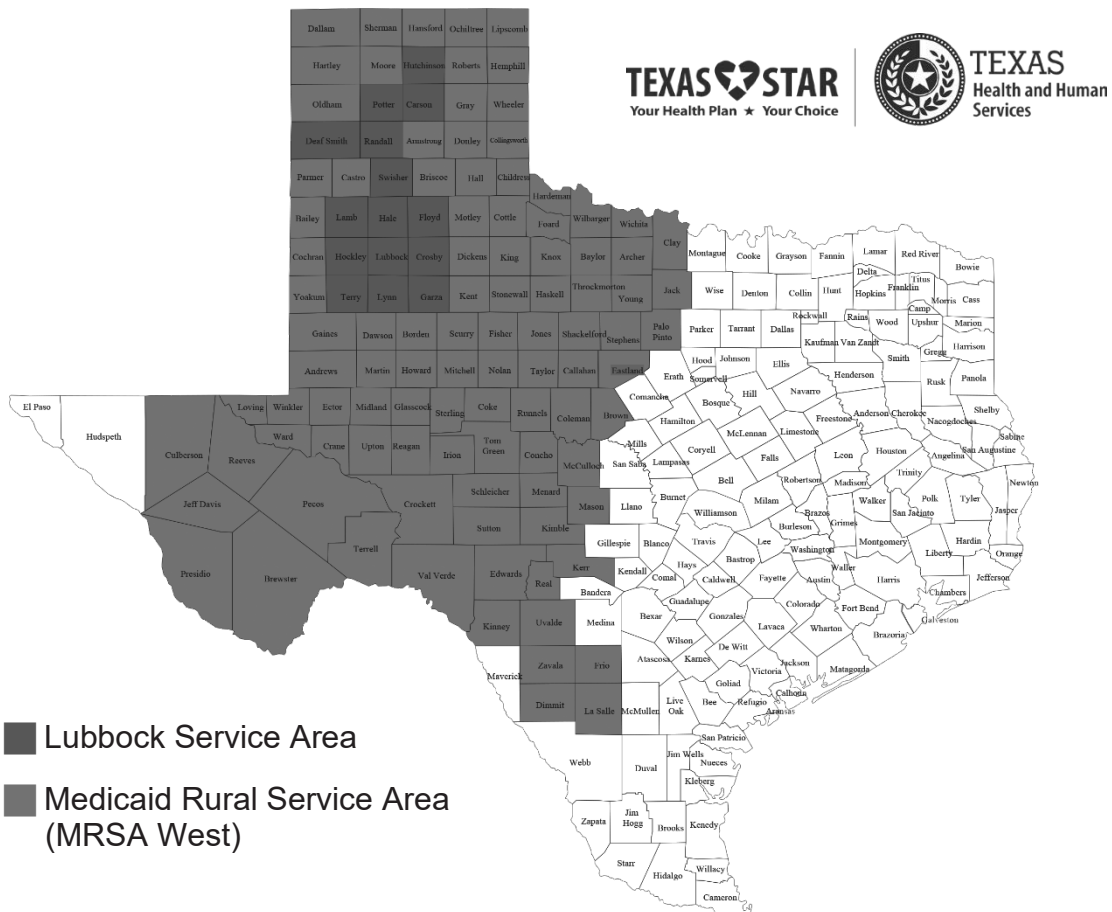 Dallam Sherman Hansford Ochiltree Lipscomb
Hartley Moore Hutchinson Roberts Hemphill
Oldham Potter Carson Gray Wheeler
Deaf Smith Randall Armstrong Donley Collingsworth
Parmer Castro Swisher Briscoe Hall Childress
Hardeman
Bailey Lamb Hale Floyd Motley Cottle Foard Wilbarger Wichita
Clay
Cochran Hockley Lubbock Crosby Dickens King Knox Baylor Archer
Montague Cooke Grayson Fannin Lamar Red River Bowie
Delta Titus
Yoakum Terry Lynn Garza Kent Stonewall Haskell Throckmorton Young Jack
Wise Denton Collin Hunt Hopkins Franklin Morris Cass
Camp
Rockwall Rains Wood Upshur Marion
Gaines Dawson Borden Scurry Fisher Jones Shackelford Stephens Palo
Pinto
Parker Tarrant Dallas Kaufman Van Zandt Gregg Harrison
Andrews Martin Howard Mitchell Nolan Taylor Callahan Eastland
Hood Johnson Ellis Smith
Erath Somervell Henderson Rusk Panola
El Paso Hudspeth
Loving Winkler Ector Midland Glasscock Sterling Coke Runnels Coleman Brown
Comanche Bosque Hill Navarro
Hamilton Freestone Anderson Cherokee Nacogdoches Shelby
Culberson Reeves Ward Crane Upton Reagan Irion Tom
Green Concho McCulloch
Mills McLennan Limestone Sabine
San Augustine
San Saba Lampasas Coryell Falls Leon Houston Angelina
Bell Robertson Madison Trinity
Jeff Davis Pecos Crockett Schleicher Menard Mason
Llano Burnet Milam Walker Polk Tyler Jasper Newton
Williamson Brazos San Jacinto
Sutton Kimble Burleson Grimes
Terrell Gillespie Blanco Travis Lee Washington Montgomery Liberty Hardin Orange
Presidio Brewster Val Verde Edwards Real Kerr
Kendall Hays Bastrop Waller Jefferson
Bandera Comal Caldwell Fayette Austin Harris Chambers
Kinney Uvalde Medina Bexar Guadalupe Gonzales Colorado Fort Bend Galveston
Wilson Lavaca Wharton Brazoria
Maverick Zavala Frio Atascosa Karnes De Witt Jackson Matagorda
Victoria
Dimmit La Salle McMullen Live
Oak Bee Goliad Refugio Calhoun
Aransas
San Patricio
Webb Duval Jim Wells Nueces
Kleberg
Zapata Jim
Hogg Brooks Kenedy
Starr Hidalgo Willacy
Cameron
TEXAS STAR
Your Health Plan ★ Your Choice
TEXAS
Health and Human
Services
Lubbock Service Area
Medicaid Rural Service Area
(MRSA West)